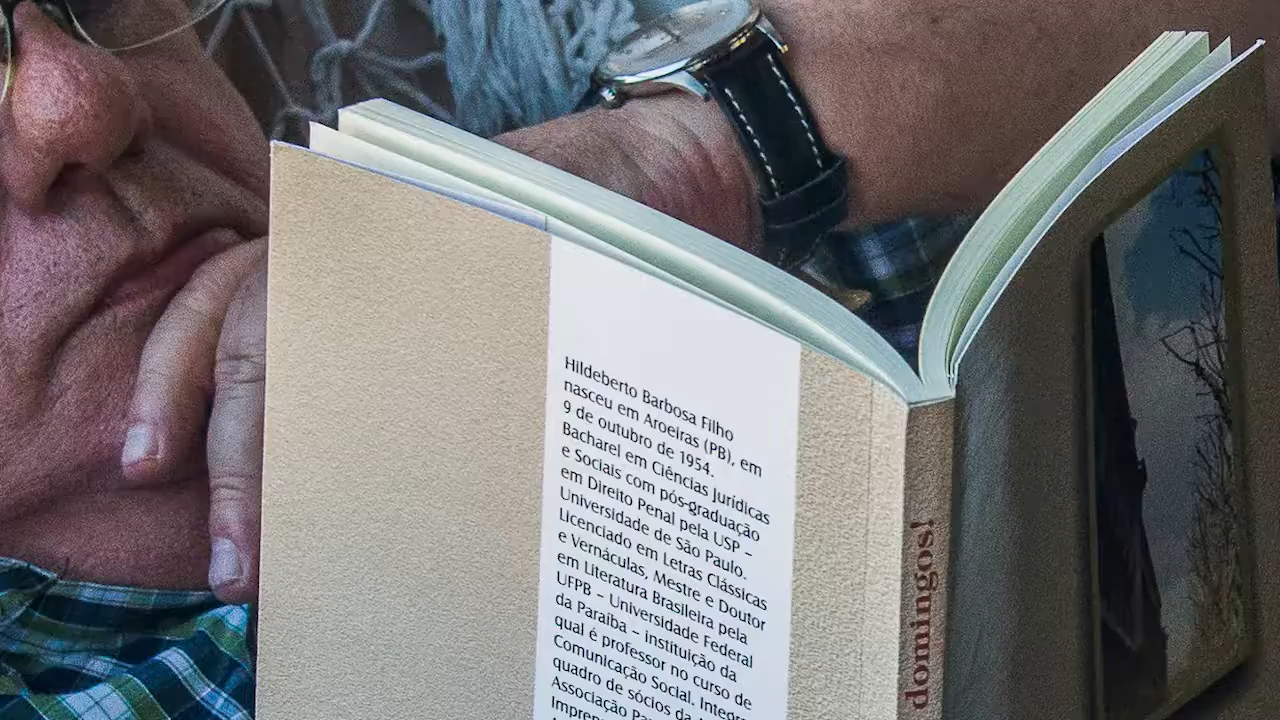 Hildeberto Barbosa Filho
nasceu em Aroeiras (PB), em
9 de outubro de 1954.
Bacharel em Ciências Jurídicas
e Sociais com pós-graduação
em Direito Penal pela USP –
Universidade de São Paulo.
Licenciado em Letras Clássicas
e Vernáculas, Mestre e Doutor
em Literatura Brasileira pela
UFPB – Universidade Federal
da Paraíba – instituição da
qual é professor no curso de
Comunicação Social. Integra
quadro de sócios da
Associação
domingos!